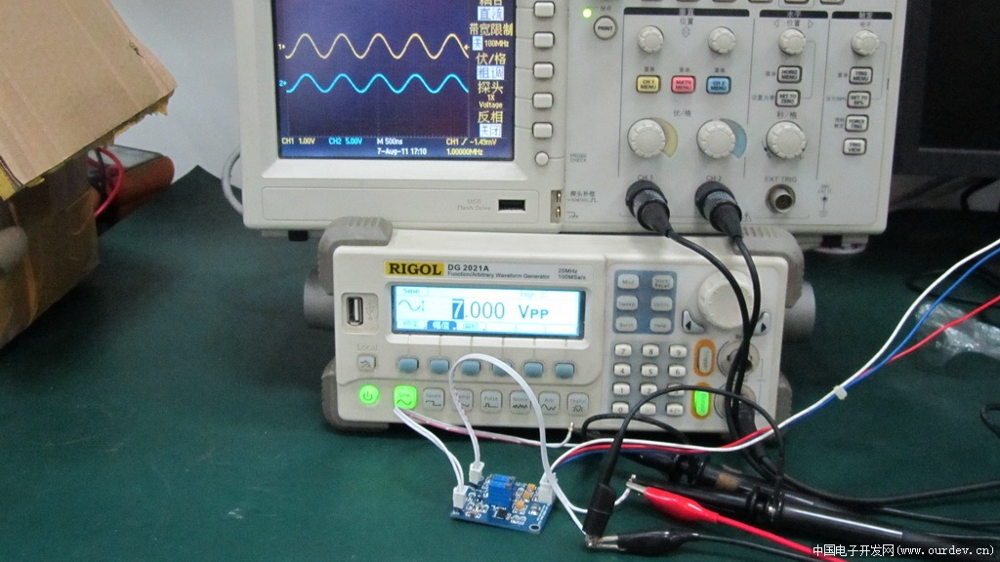 直流
带宽限制
100MHz
伏/格
粗调
探头
1X
Voltage
反相
关闭
CH1 1.00V
CH2 5.00V
M 500ns
CH1
-1.43mV
7-Aug-11 17:10
1.00000MHz
PRINT
位置
位置
CH 1 MENU
MATH MENU
CH 2 MENU
HORIZ MENU
SET TO ZERO
TRIG MENU
SET TO 50%
FORCE TRIG
TRIG VIEW
伏/格
秒/格
CH 1
CH 2
EXT TRIG
PROBE CHECK
探头补偿
USB
Flash Drive
RIGOL
DG 2021A
Function/Arbitrary Waveform Generator
25MHz
100MSa/s
7.000 VPP
幅值
Local
中国电子开发网(www.ourdev.cn)